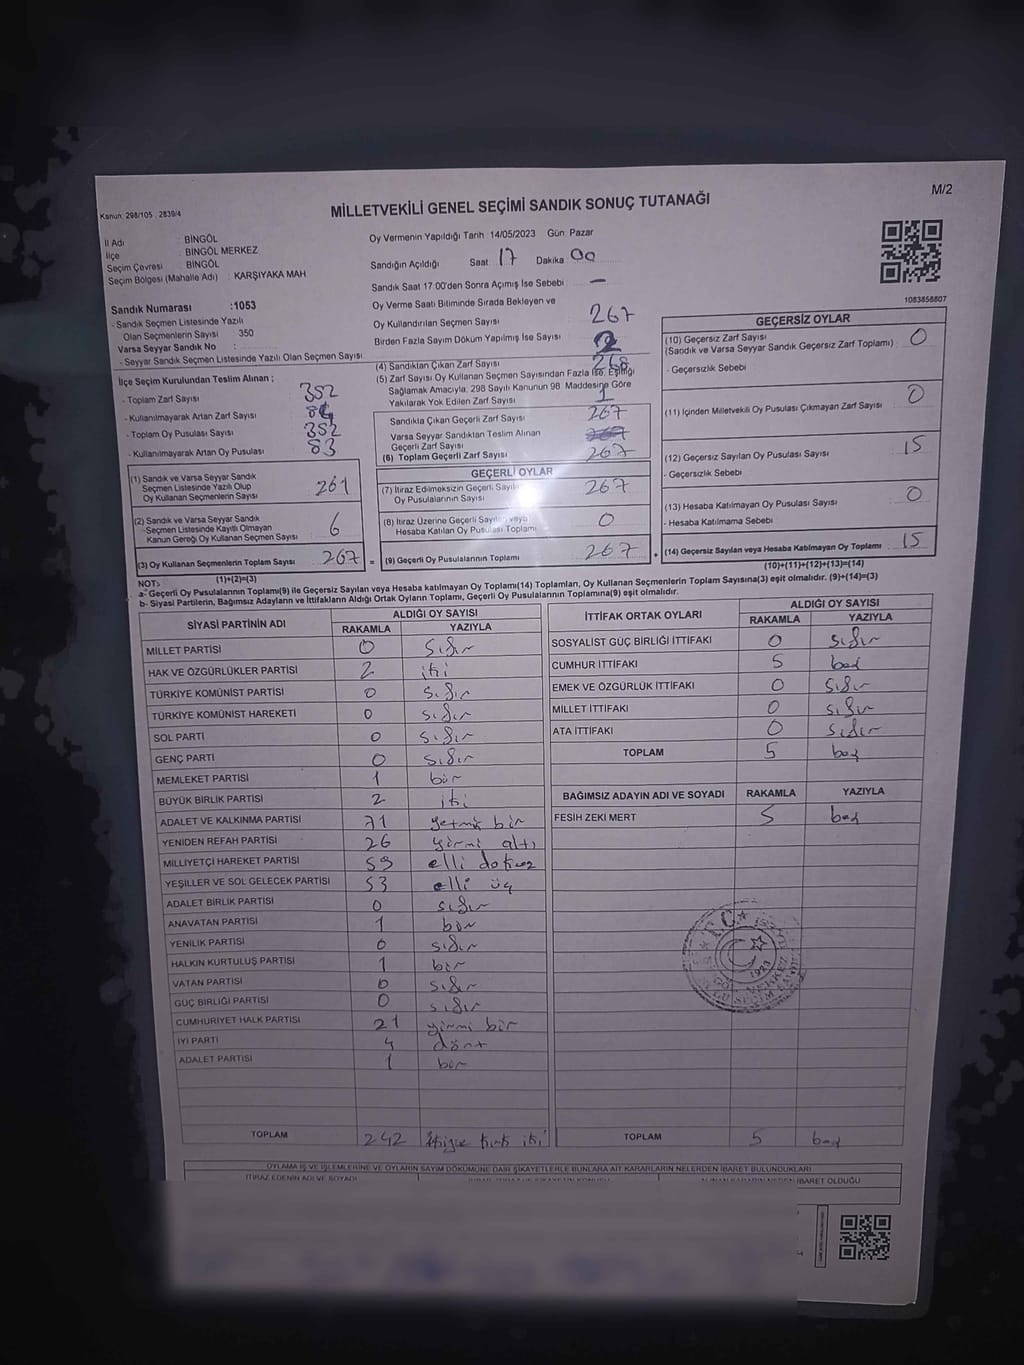 M/2
Kanun: 298/105 . 2839/4
MİLLETVEKİLİ GENEL SEÇİMİ SANDIK SONUÇ TUTANAĞI
İl Adı : BİNGÖL
İlçe : BİNGÖL MERKEZ
Seçim Çevresi : BİNGÖL
Seçim Bölgesi (Mahalle Adı) : KARŞIYAKA MAH
Sandık Numarası :1053
- Sandık Seçmen Listesinde Yazılı
Olan Seçmenlerin Sayısı : 350
Varsa Seyyar Sandık No :
- Seyyar Sandık Seçmen Listesinde Yazılı Olan Seçmen Sayısı:
Oy Vermenin Yapıldığı Tarih 14/05/2023 Gün: Pazar
Sandığın Açıldığı Saat 17 Dakika 00
Sandık Saat 17:00'den Sonra Açılmış İse Sebebi : —
Oy Verme Saati Bitiminde Sırada Bekleyen ve
Oy Kullandırılan Seçmen Sayısı 267
Birden Fazla Sayım Döküm Yapılmış İse Sayısı 2
1083858807
İlçe Seçim Kurulundan Teslim Alınan ;
- Toplam Zarf Sayısı 352
- Kullanılmayarak Artan Zarf Sayısı
- Toplam Oy Pusulası Sayısı 352
- Kullanılmayarak Artan Oy Pusulası 83
(4) Sandıktan Çıkan Zarf Sayısı 268
(5) Zarf Sayısı Oy Kullanan Seçmen Sayısından Fazla İse, Eşitliği
Sağlamak Amacıyla, 298 Sayılı Kanunun 98. Maddesine Göre
Yakılarak Yok Edilen Zarf Sayısı 1
Sandıkta Çıkan Geçerli Zarf Sayısı 267
Varsa Seyyar Sandıktan Teslim Alınan
Geçerli Zarf Sayısı
(6) Toplam Geçerli Zarf Sayısı 267
GEÇERSİZ OYLAR
(10) Geçersiz Zarf Sayısı
(Sandık ve Varsa Seyyar Sandık Geçersiz Zarf Toplamı) : 0
- Geçersizlik Sebebi
(11) İçinden Milletvekili Oy Pusulası Çıkmayan Zarf Sayısı 0
(12) Geçersiz Sayılan Oy Pusulası Sayısı 15
- Geçersizlik Sebebi
(13) Hesaba Katılmayan Oy Pusulası Sayısı 0
- Hesaba Katılmama Sebebi
(14) Geçersiz Sayılan veya Hesaba Katılmayan Oy Toplamı 15
(10)+(11)+(12)+(13)=(14)
(1) Sandık ve Varsa Seyyar Sandık
Seçmen Listesinde Yazılı Olup
Oy Kullanan Seçmenlerin Sayısı 261
(2) Sandık ve Varsa Seyyar Sandık
Seçmen Listesinde Kayıtlı Olmayan
Kanun Gereği Oy Kullanan Seçmen Sayısı 6
(3) Oy Kullanan Seçmenlerin Toplam Sayısı 267 =
(1)+(2)=(3)
GEÇERLİ OYLAR
(7) İtiraz Edilmeksizin Geçerli Sayılan
Oy Pusulalarının Sayısı 267
(8) İtiraz Üzerine Geçerli Sayılan veya
Hesaba Katılan Oy Pusulası Toplamı 0
(9) Geçerli Oy Pusulalarının Toplamı 267 +
NOT:
a- Geçerli Oy Pusulalarının Toplamı(9) ile Geçersiz Sayılan veya Hesaba katılmayan Oy Toplamı(14) Toplamları, Oy Kullanan Seçmenlerin Toplam Sayısına(3) eşit olmalıdır. (9)+(14)=(3)
b- Siyasi Partilerin, Bağımsız Adayların ve İttifakların Aldığı Ortak Oyların Toplamı, Geçerli Oy Pusulalarının Toplamına(9) eşit olmalıdır.
SİYASİ PARTİNİN ADI ALDIĞI OY SAYISI
RAKAMLA YAZIYLA
MİLLET PARTİSİ 0 sıfır
HAK VE ÖZGÜRLÜKLER PARTİSİ 2 iki
TÜRKİYE KOMÜNİST PARTİSİ 0 sıfır
TÜRKİYE KOMÜNİST HAREKETİ 0 sıfır
SOL PARTİ 0 sıfır
GENÇ PARTİ 0 sıfır
MEMLEKET PARTİSİ 1 bir
BÜYÜK BİRLİK PARTİSİ 2 iki
ADALET VE KALKINMA PARTİSİ 71 yetmiş bir
YENİDEN REFAH PARTİSİ 26 yirmi altı
MİLLİYETÇİ HAREKET PARTİSİ 59 elli dokuz
YEŞİLLER VE SOL GELECEK PARTİSİ 53 elli üç
ADALET BİRLİK PARTİSİ 0 sıfır
ANAVATAN PARTİSİ 1 bir
YENİLİK PARTİSİ 0 sıfır
HALKIN KURTULUŞ PARTİSİ 1 bir
VATAN PARTİSİ 0 sıfır
GÜÇ BİRLİĞİ PARTİSİ 0 sıfır
CUMHURİYET HALK PARTİSİ 21 yirmi bir
İYİ PARTİ 4 dört
ADALET PARTİSİ 1 bir
TOPLAM 242 ikiyüz kırk iki
İTTİFAK ORTAK OYLARI ALDIĞI OY SAYISI
RAKAMLA YAZIYLA
SOSYALİST GÜÇ BİRLİĞİ İTTİFAKI 0 sıfır
CUMHUR İTTİFAKI 5 beş
EMEK VE ÖZGÜRLÜK İTTİFAKI 0 sıfır
MİLLET İTTİFAKI 0 sıfır
ATA İTTİFAKI 0 sıfır
TOPLAM 5 beş
BAĞIMSIZ ADAYIN ADI VE SOYADI RAKAMLA YAZIYLA
FESİH ZEKİ MERT 5 beş
T.C.
1923
TOPLAM 5 beş
OYLAMA İŞ VE İŞLEMLERİNE VE OYLARIN SAYIM DÖKÜMÜNE DAİR ŞİKAYETLERLE BUNLARA AİT KARARLARIN NELERDEN İBARET BULUNDUKLARI
İTİRAZ EDENİN ADI VE SOYADI
İBARET OLDUĞU